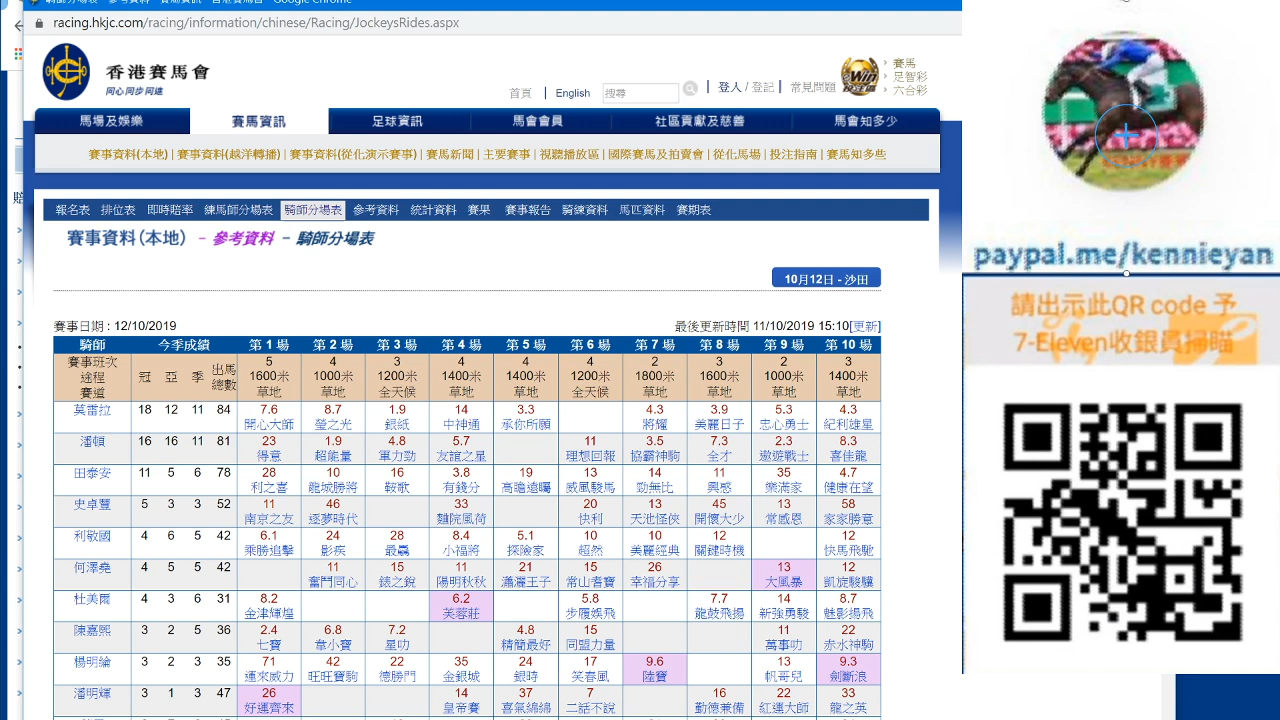 racing.hkjc.com/racing/information/chinese/Racing/JockeysRides.aspx
香港賽馬會
同心同步同進
首頁 English 搜尋 登入 / 登記 常見問題
賽馬
足智彩
六合彩
馬場及娛樂 賽馬資訊 足球資訊 馬會會員 社區貢獻及慈善 馬會知多少
賽事資料(本地) | 賽事資料(越洋轉播) | 賽事資料(從化演示賽事) | 賽馬新聞 | 主要賽事 | 視聽播放區 | 國際賽馬及拍賣會 | 從化馬場 | 投注指南 | 賽馬知多些
報名表 排位表 即時賠率 練馬師分場表 騎師分場表 參考資料 統計資料 賽果 賽事報告 騎練資料 馬匹資料 賽期表
賽事資料(本地) - 參考資料 - 騎師分場表
10月12日 - 沙田
賽事日期 : 12/10/2019 最後更新時間 11/10/2019 15:10[更新]
騎師 今季成績 第 1 場 第 2 場 第 3 場 第 4 場 第 5 場 第 6 場 第 7 場 第 8 場 第 9 場 第 10 場
賽事班次 5 4 3 4 4 4 2 3 2 3
途程 冠 亞 季 出馬總數 1600米 1000米 1200米 1400米 1400米 1200米 1800米 1600米 1000米 1400米
賽道 草地 草地 全天候 草地 草地 全天候 草地 草地 草地 草地
莫雷拉 18 12 11 84 7.6 8.7 1.9 14 3.3 4.3 3.9 5.3 4.3
開心大師 瑩之光 銀紙 中神通 承你所願 將耀 美麗日子 忠心勇士 紀利雄星
潘頓 16 16 11 81 23 1.9 4.8 5.7 11 3.5 7.3 2.3 8.3
得意 超能量 軍力勁 友誼之星 理想回報 協霸神駒 全才 遨遊戰士 喜佳龍
田泰安 11 5 6 78 28 10 16 3.8 19 13 14 11 35 4.7
利之喜 龍城勝將 鞍歌 有錢分 高瞻遠矚 威風駿馬 勁無比 興惑 樂滿家 健康在望
史卓豐 5 3 3 52 11 46 45 20 13 45 13 58
南京之友 逐夢時代 麵院風荷 快利 天池怪俠 開懷大少 常感恩 家家勝意
利敬國 4 6 5 42 6.1 24 28 8.4 5.1 10 10 12 12
乘勝追擊 影疾 最驫 小福將 探險家 超然 美麗經典 關鍵時機 快馬飛馳
何澤堯 4 5 5 42 11 15 11 21 15 26 13 12
奮鬥同心 錶之銳 陽明秋秋 瀟灑王子 常山耆寶 幸福分享 大風暴 凱旋駿驥
杜美爾 4 3 6 31 8.2 6.2 5.8 7.7 14 8.7
金津輝煌 芙蓉莊 步履娛飛 龍鼓飛揚 新強勇駿 魅影揚飛
陳嘉熙 3 2 5 36 2.4 6.8 7.2 4.8 15 11 22
七寶 韋小寶 星叻 精簡最好 同盟力量 萬事叻 赤水神駒
楊明綸 3 2 3 35 71 42 22 35 24 17 9.6 13 9.3
運來威力 旺旺寶駒 德勝門 金銀城 銀時 笑春風 陸寶 帆哥兒 劍斷浪
潘明輝 3 1 3 47 26 14 37 7 16 22 33
好運齊來 皇帝賽 喜氣綿綿 二話不說 勤德兼備 紅運大師 龍之英
paypal.me/kennieyan
請出示此QR code 予
7-Eleven收銀員掃瞄